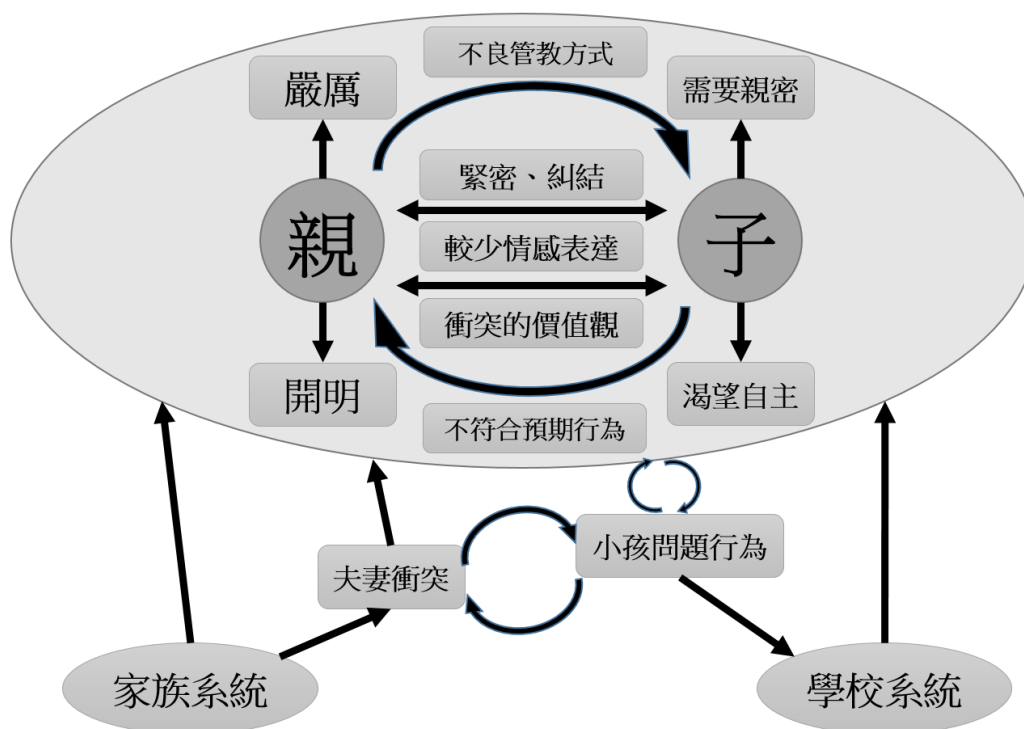 不良管教方式
嚴厲
需要親密
緊密、糾結
親
子
較少情感表達
衝突的價值觀
開明
渴望自主
不符合預期行為
小孩問題行為
夫妻衝突
家族系統
學校系統